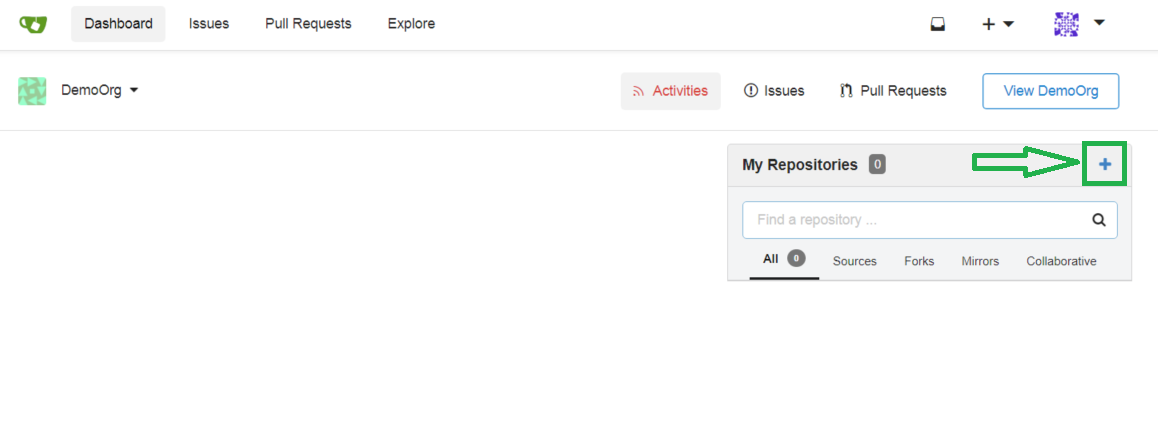 Dashboard Issues Pull Requests Explore
DemoOrg Activities Issues Pull Requests View DemoOrg
My Repositories 0
Find a repository ...
All 0 Sources Forks Mirrors Collaborative